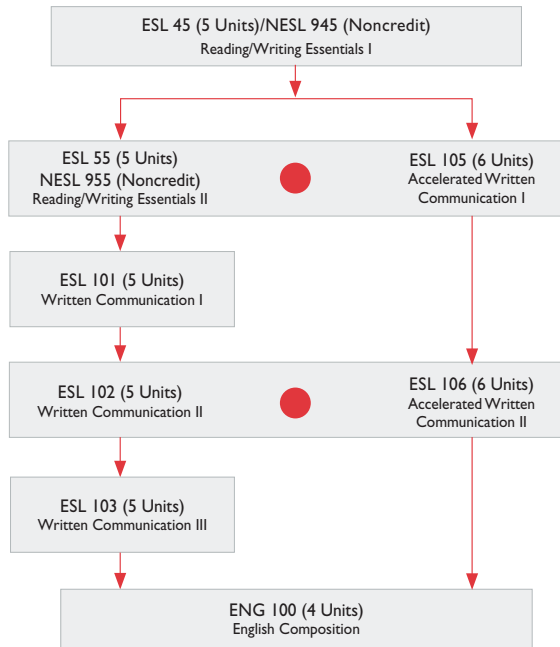 ESL 45 (5 Units)/NESL 945 (Noncredit)
Reading/Writing Essentials I
ESL 55 (5 Units)
NESL 955 (Noncredit)
Reading/Writing Essentials II
ESL 105 (6 Units)
Accelerated Written
Communication I
ESL 101 (5 Units)
Written Communication I
ESL 102 (5 Units)
Written Communication II
ESL 106 (6 Units)
Accelerated Written
Communication II
ESL 103 (5 Units)
Written Communication III
ENG 100 (4 Units)
English Composition